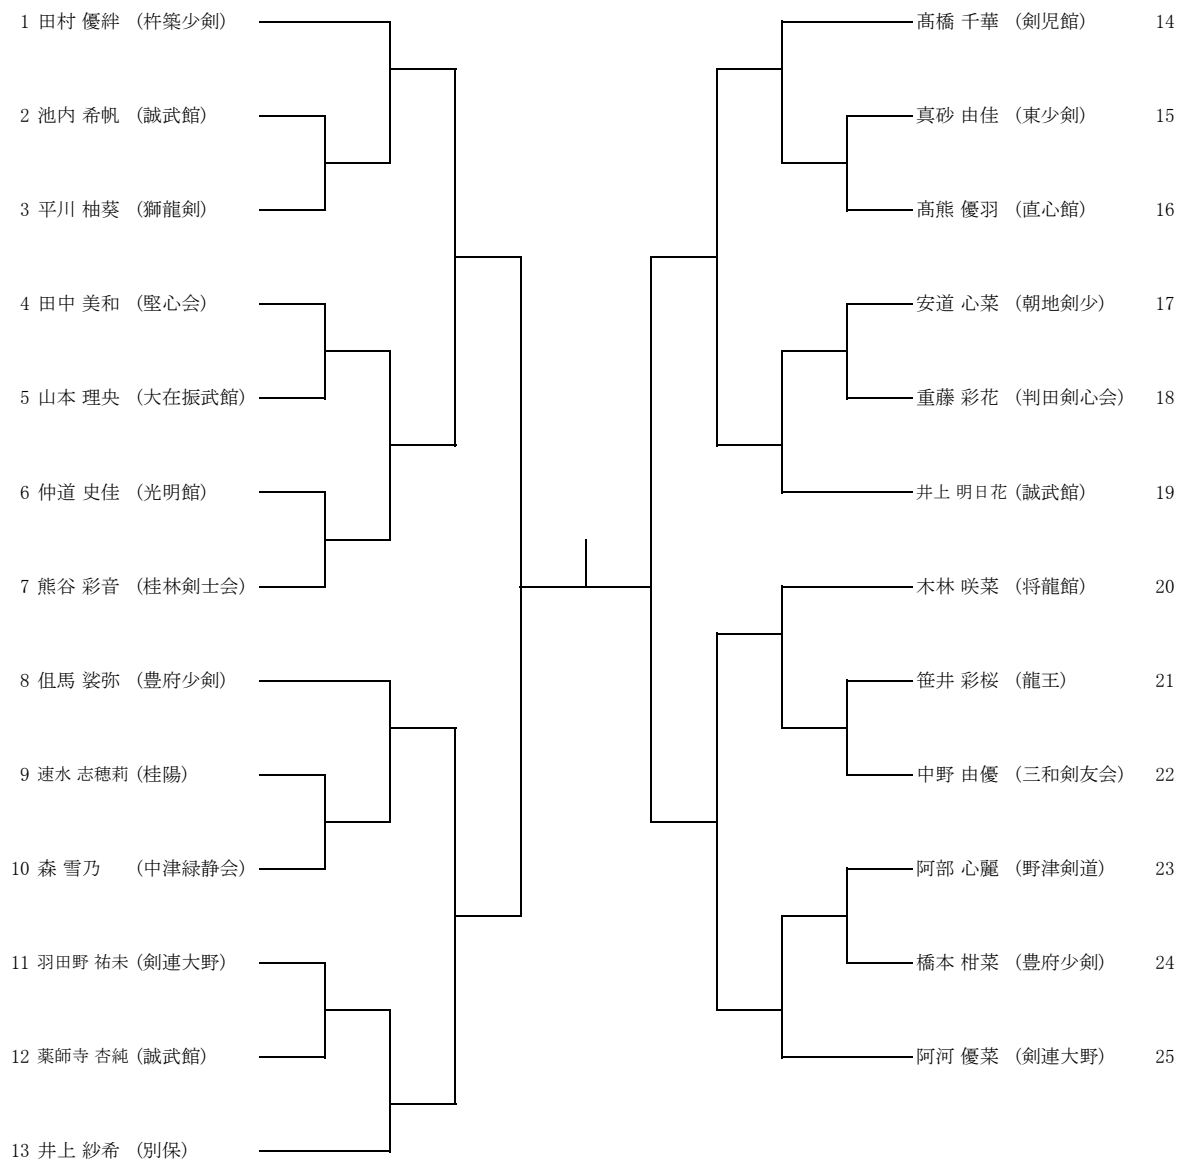 1 田村 優絆 (杵築少剣)
2 池内 希帆 (誠武館)
3 平川 柚葵 (獅龍剣)
4 田中 美和 (堅心会)
5 山本 理央 (大在振武館)
6 仲道 史佳 (光明館)
7 熊谷 彩音 (桂林剣士会)
8 伹馬 娑弥 (豊府少剣)
9 速水 志穂莉 (桂陽)
10 森 雪乃 (中津緑静会)
11 羽田野 祐未 (剣連大野)
12 薬師寺 杏純 (誠武館)
13 井上 紗希 (別保)
髙橋 千華 (剣児館) 14
真砂 由佳 (東少剣) 15
髙熊 優羽 (直心館) 16
安道 心菜 (朝地剣少) 17
重藤 彩花 (判田剣心会) 18
井上 明日花 (誠武館) 19
木林 咲菜 (将龍館) 20
笹井 彩桜 (龍王) 21
中野 由優 (三和剣友会) 22
阿部 心麗 (野津剣道) 23
橋本 柑菜 (豊府少剣) 24
阿河 優菜 (剣連大野) 25